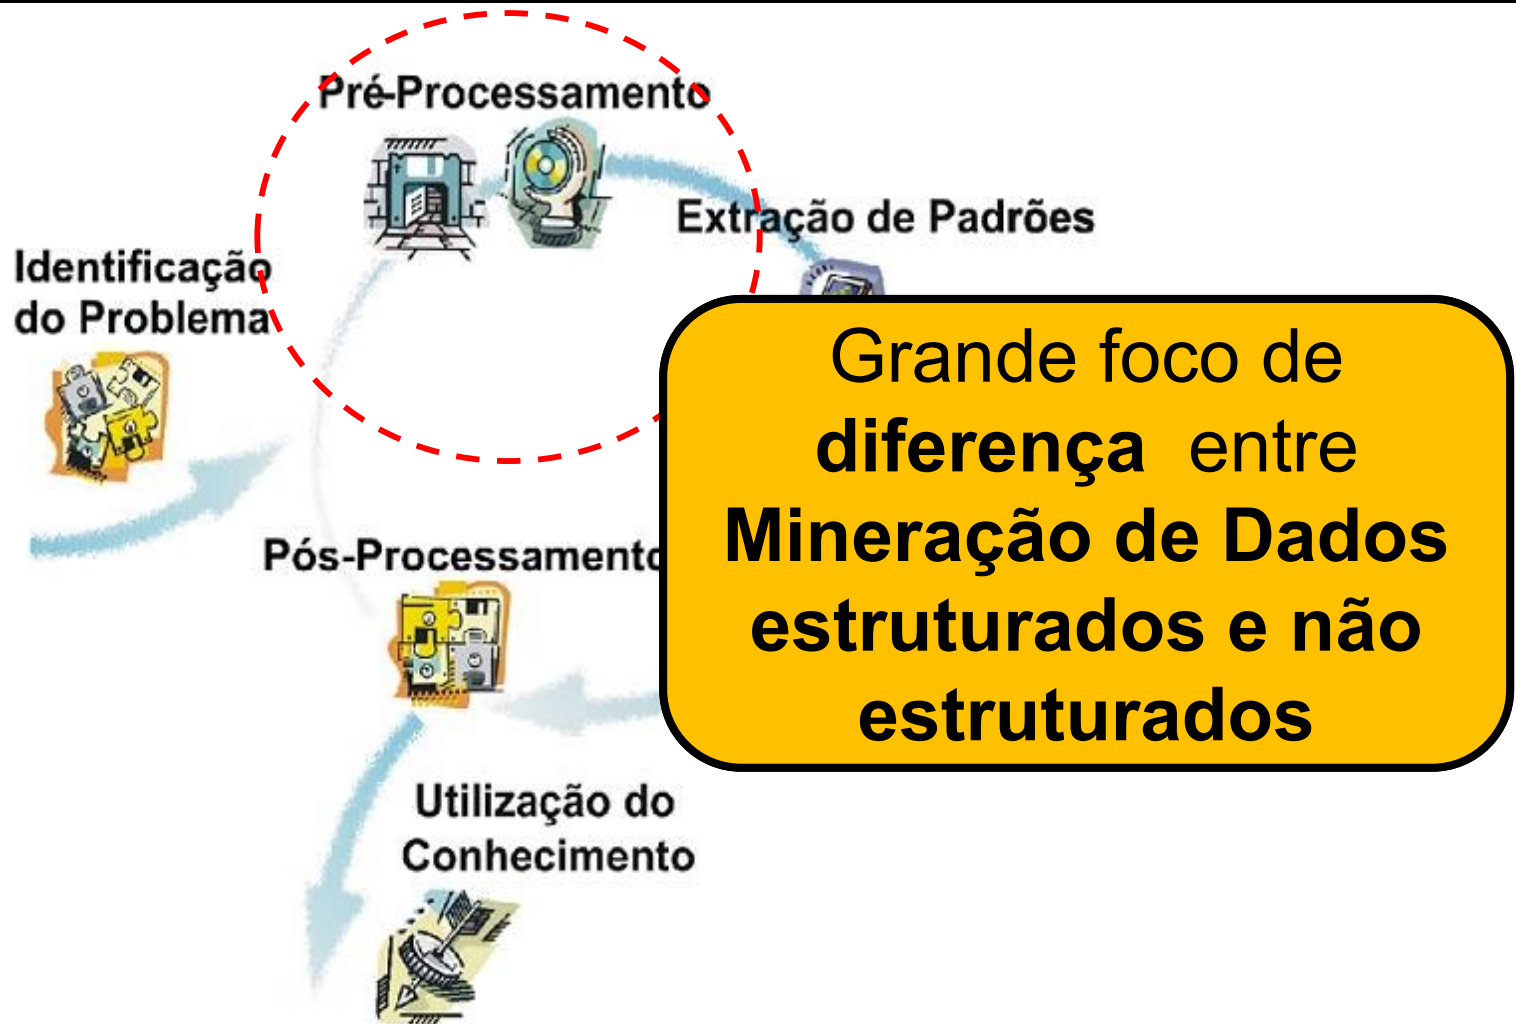 Pré-Processamento
Extração de Padrões
Identificação
do Problema
Grande foco de
diferença entre
Mineração de Dados
estruturados e não
estruturados
Pós-Processamento
Utilização do
Conhecimento